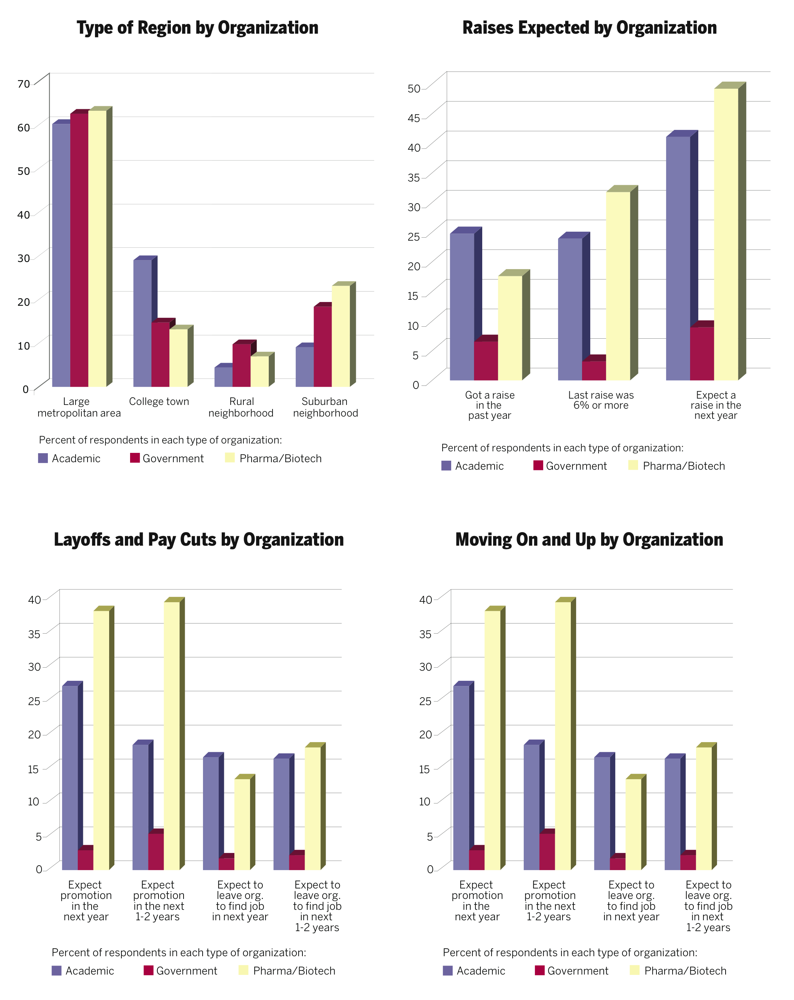 Type of Region by Organization
70
60
50
40
30
20
10
0
Large
metropolitan area
College town
Rural
neighborhood
Suburban
neighborhood
Percent of respondents in each type of organization:
Academic Government Pharma/Biotech
Raises Expected by Organization
50
45
40
35
30
25
20
15
10
5
0
Got a raise
in the
past year
Last raise was
6% or more
Expect a
raise in the
next year
Percent of respondents in each type of organization:
Academic Government Pharma/Biotech
Layoffs and Pay Cuts by Organization
40
35
30
25
20
15
10
5
0
Expect
promotion
in the
next year
Expect
promotion
in the next
1-2 years
Expect to
leave org.
to find job
in next year
Expect to
leave org.
to find job
in next
1-2 years
Percent of respondents in each type of organization:
Academic Government Pharma/Biotech
Moving On and Up by Organization
40
35
30
25
20
15
10
5
0
Expect
promotion
in the
next year
Expect
promotion
in the next
1-2 years
Expect to
leave org.
to find job
in next year
Expect to
leave org.
to find job
in next
1-2 years
Percent of respondents in each type of organization:
Academic Government Pharma/Biotech